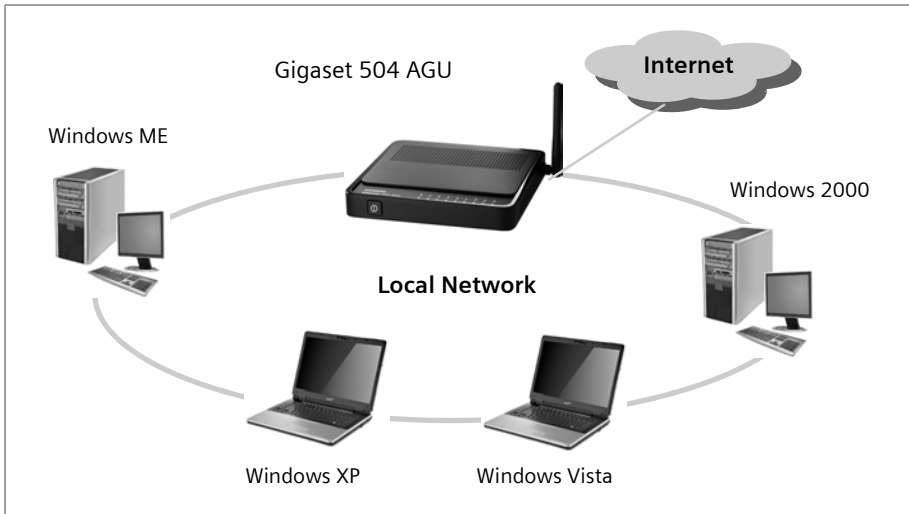 Gigaset 504 AGU
Internet
Windows ME
Windows 2000
Local Network
Windows XP
Windows Vista